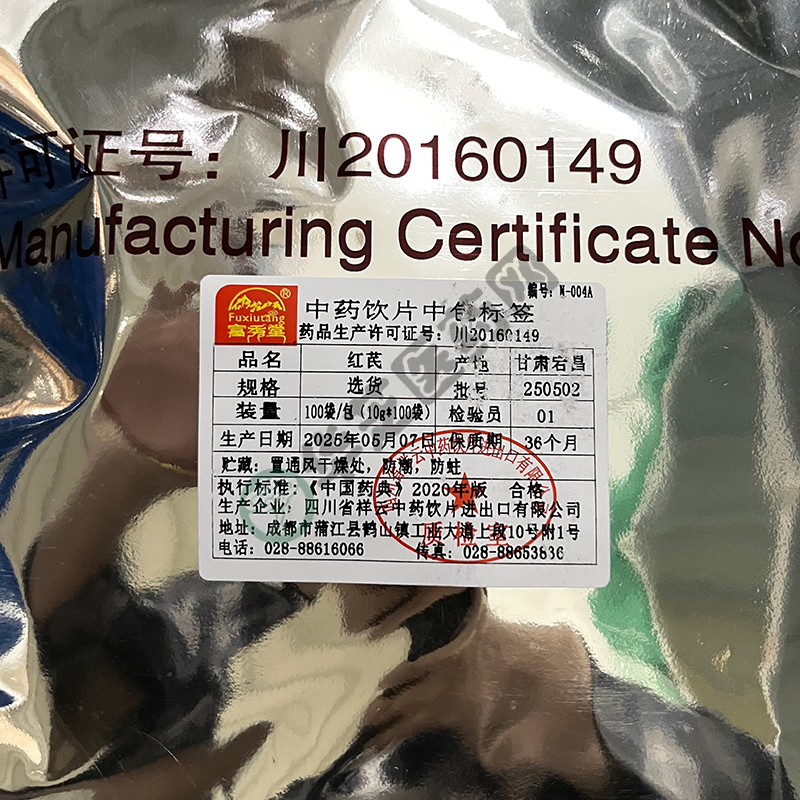 许可证号：川20160149
Manufacturing Certificate No
编号：N-004A
Fuxiutang®
富秀堂
中药饮片中包标签
药品生产许可证号：川20160149
品名 红芪 产地 甘肃宕昌
规格 选货 批号 250502
装量 100袋/包（10g*100袋） 检验员 01
生产日期 2025年05月07日 保质期 36个月
贮藏：置通风干燥处，防潮，防蛀
执行标准：《中国药典》2020年版 合格
生产企业：四川省祥云中药饮片进出口有限公司
地址：成都市蒲江县鹤山镇工业大道上段10号附1号
电话：028-88616066 传真：028-88653836
质检章